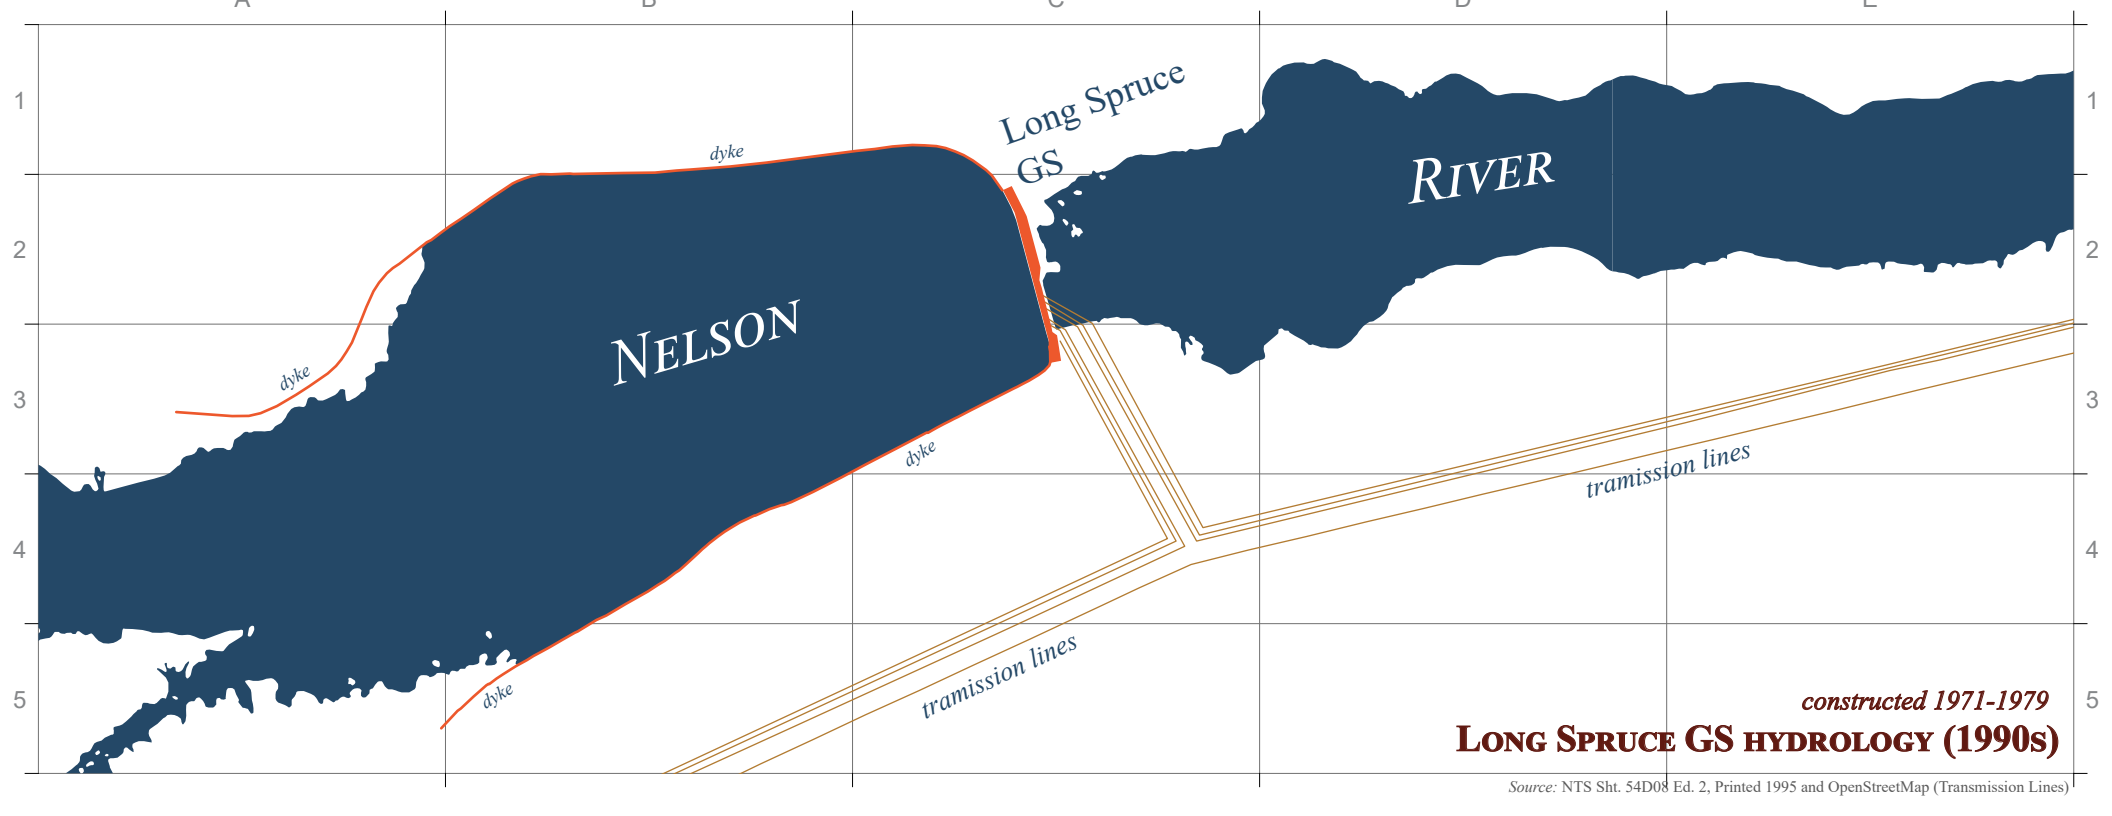 A B C D E
1 1
2 2
3 3
4 4
5 5
Long Spruce
GS
dyke
RIVER
NELSON
dyke
dyke
tramission lines
tramission lines
dyke
constructed 1971-1979
LONG SPRUCE GS HYDROLOGY (1990s)
Source: NTS Sht. 54D08 Ed. 2, Printed 1995 and OpenStreetMap (Transmission Lines)